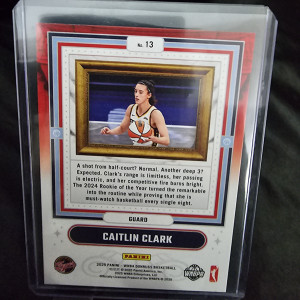 No. 13
A shot from half-court? Normal. Another deep 3?
Expected. Clark's range is limitless, her passing
is electric, and her competitive fire burns bright.
The 2024 Rookie of the Year turned the remarkable
into the routine while proving that she is
must-watch basketball every single night.
GUARD
CAITLIN CLARK
PANINI